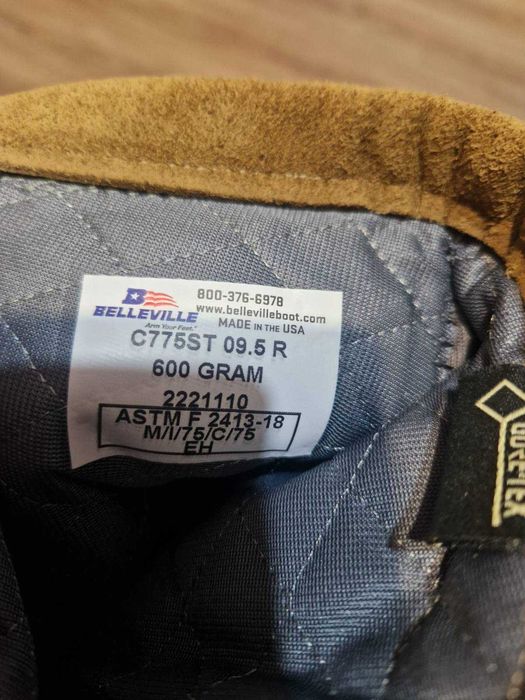 BELLEVILLE
Arm Your Feet.
800-376-6978
www.bellevilleboot.com
MADE IN THE USA
C775ST 09.5 R
600 GRAM
2221110
ASTM F 2413-18
M/I/75/C/75
EH
GORE-TEX